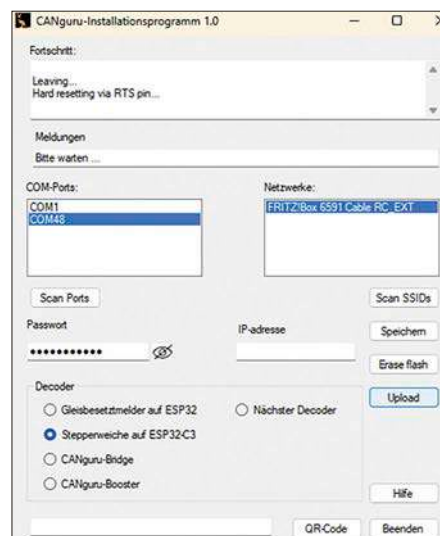 CANguru-Installationsprogramm 1.0
Fortschritt:
Leaving...
Hard resetting via RTS pin...
Meldungen
Bitte warten ...
COM-Ports:
Netzwerke:
COM1
COM48
FRITZ!Box 6591 Cable RC_EXT
Scan Ports
Scan SSIDs
Passwort
IP-adresse
Speichern
Erase flash
Decoder
Upload
Gleisbesetztmelder auf ESP32
Nächster Decoder
Stepperweiche auf ESP32-C3
CANguru-Bridge
CANguru-Booster
Hilfe
QR-Code
Beenden